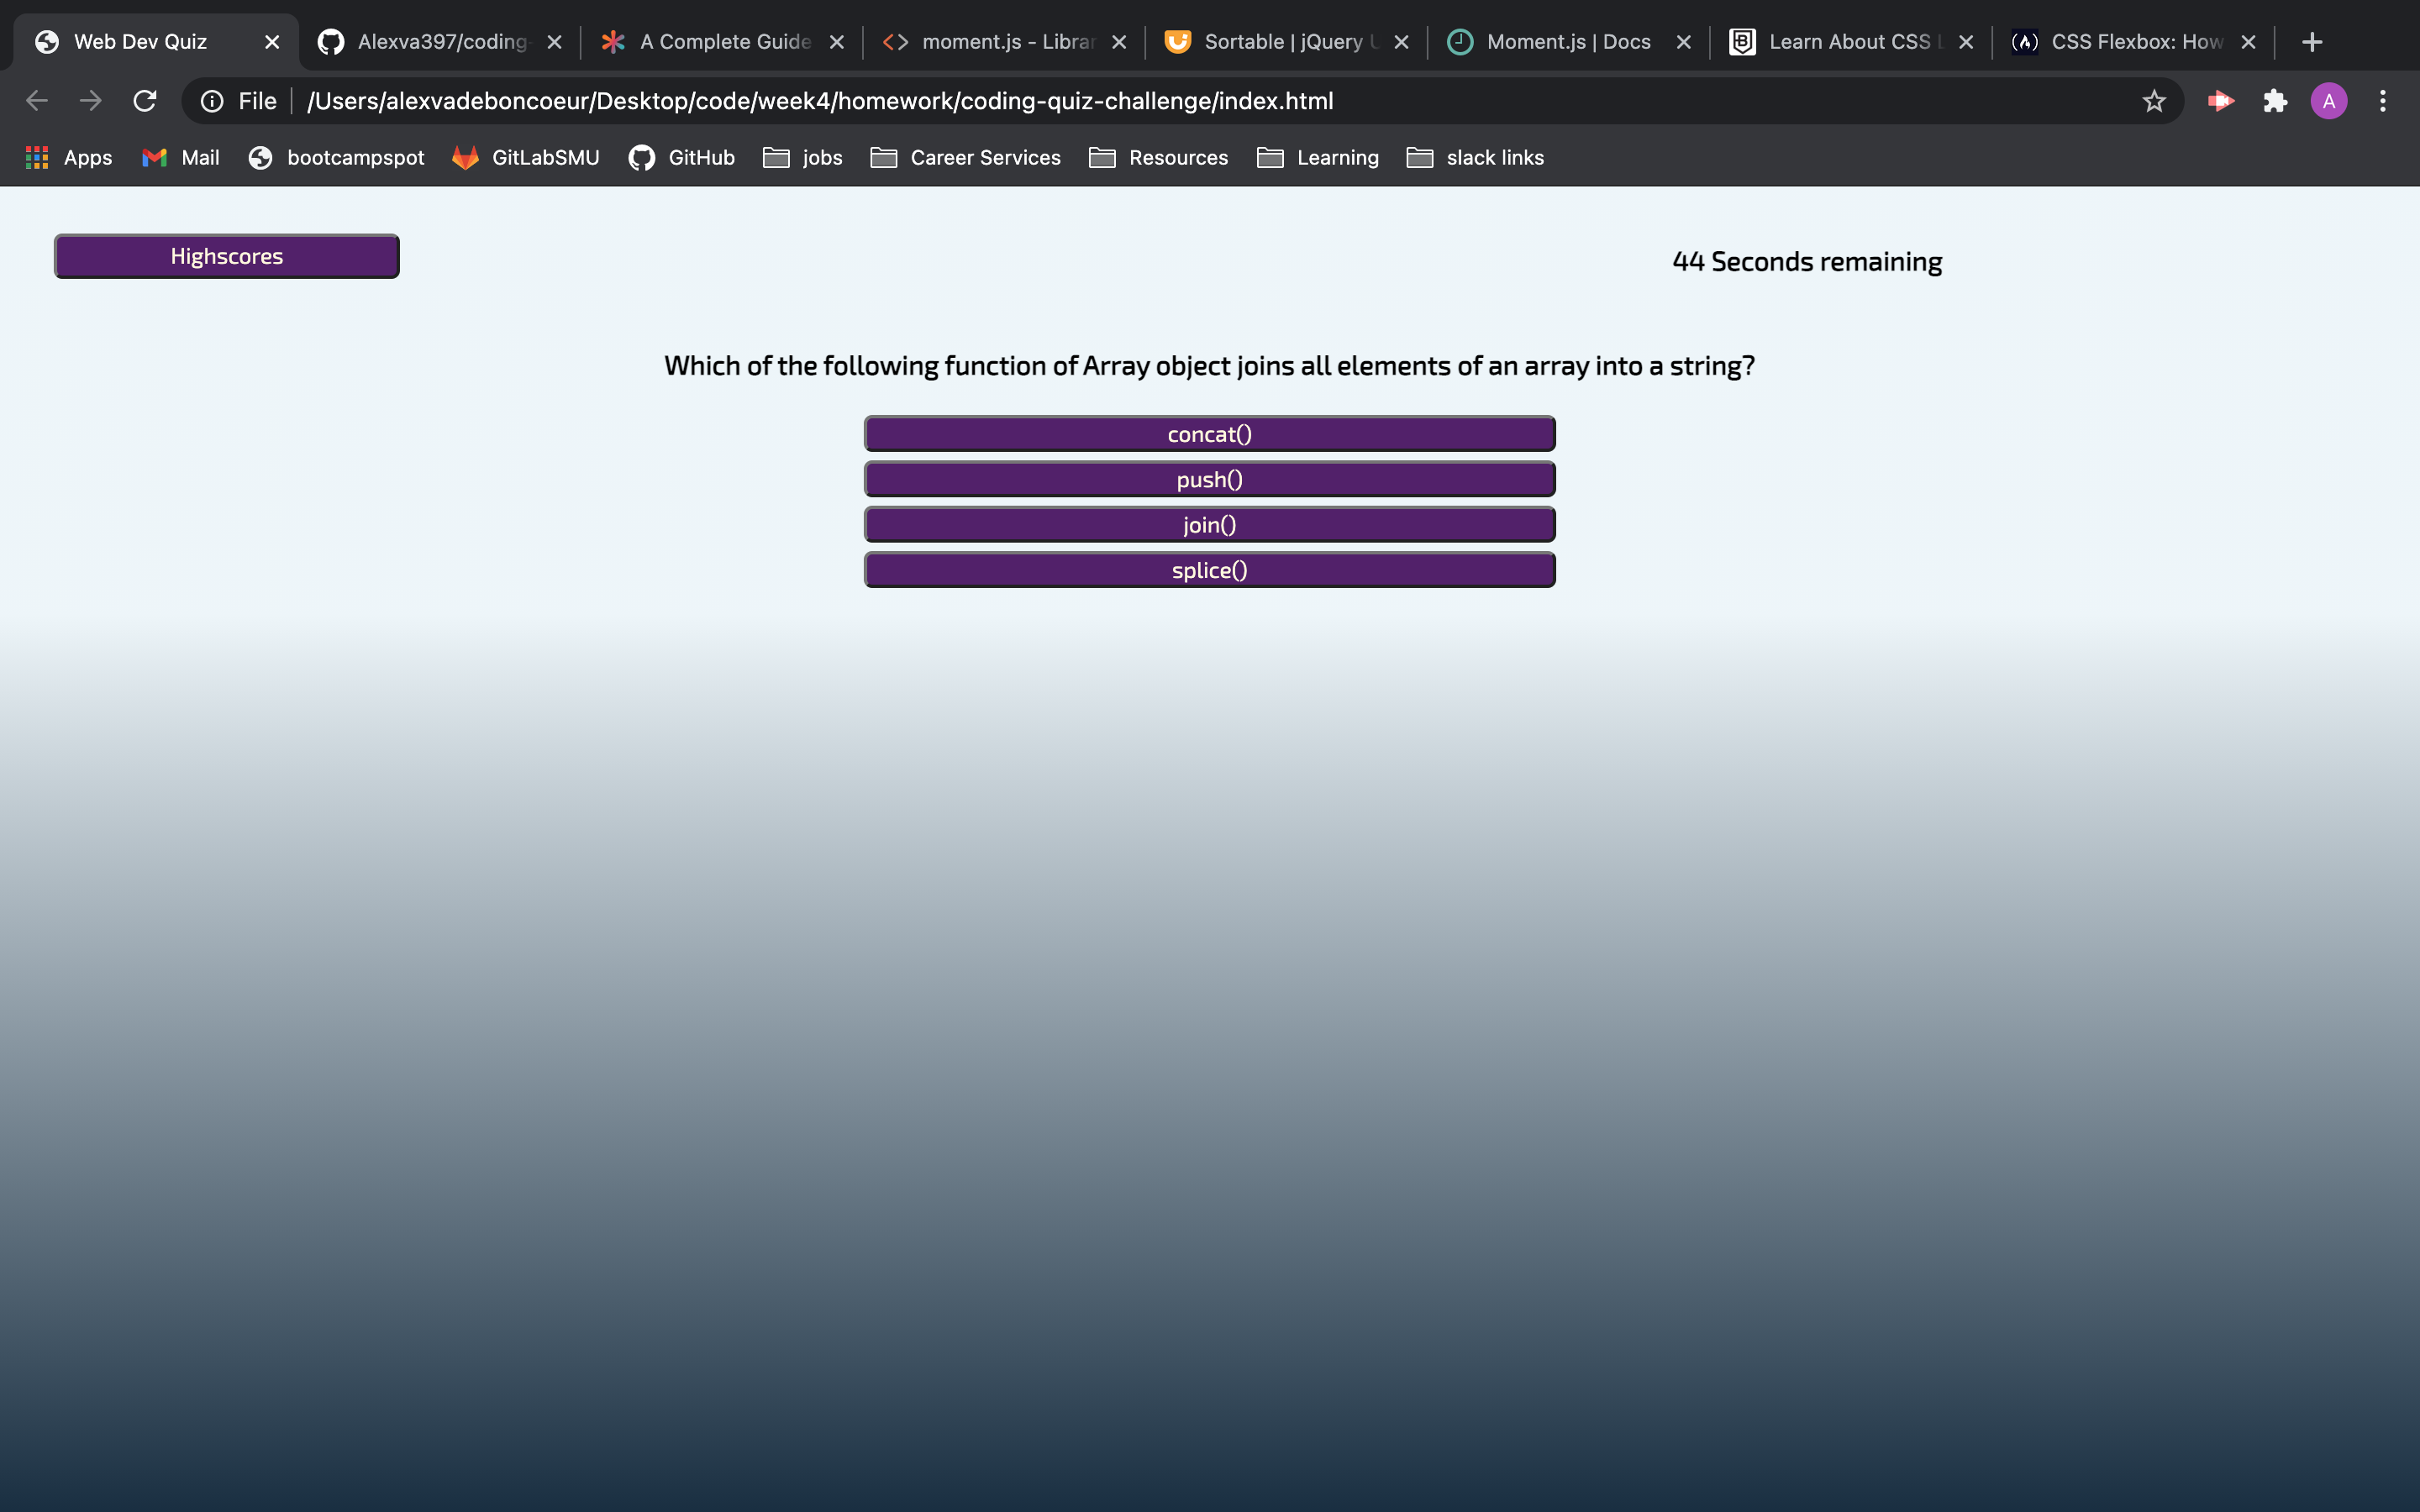 Web Dev Quiz
Alexva397/coding-
A Complete Guide
moment.js - Librar
Sortable | jQuery U
Moment.js | Docs
Learn About CSS L
CSS Flexbox: How
File
/Users/alexvadeboncoeur/Desktop/code/week4/homework/coding-quiz-challenge/index.html
A
Apps
Mail
bootcampspot
GitLabSMU
GitHub
jobs
Career Services
Resources
Learning
slack links
Highscores
44 Seconds remaining
Which of the following function of Array object joins all elements of an array into a string?
concat()
push()
join()
splice()